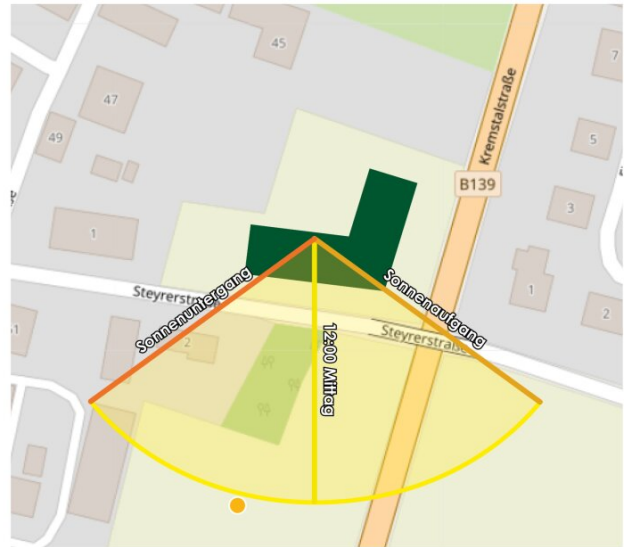 45
7
47
Kremstalstraße
49
5
B139
3
1
Sonnenuntergang
Sonnenaufgang
1
Steyrerstraße
2
12:00 Mittag
Steyrerstraße
2